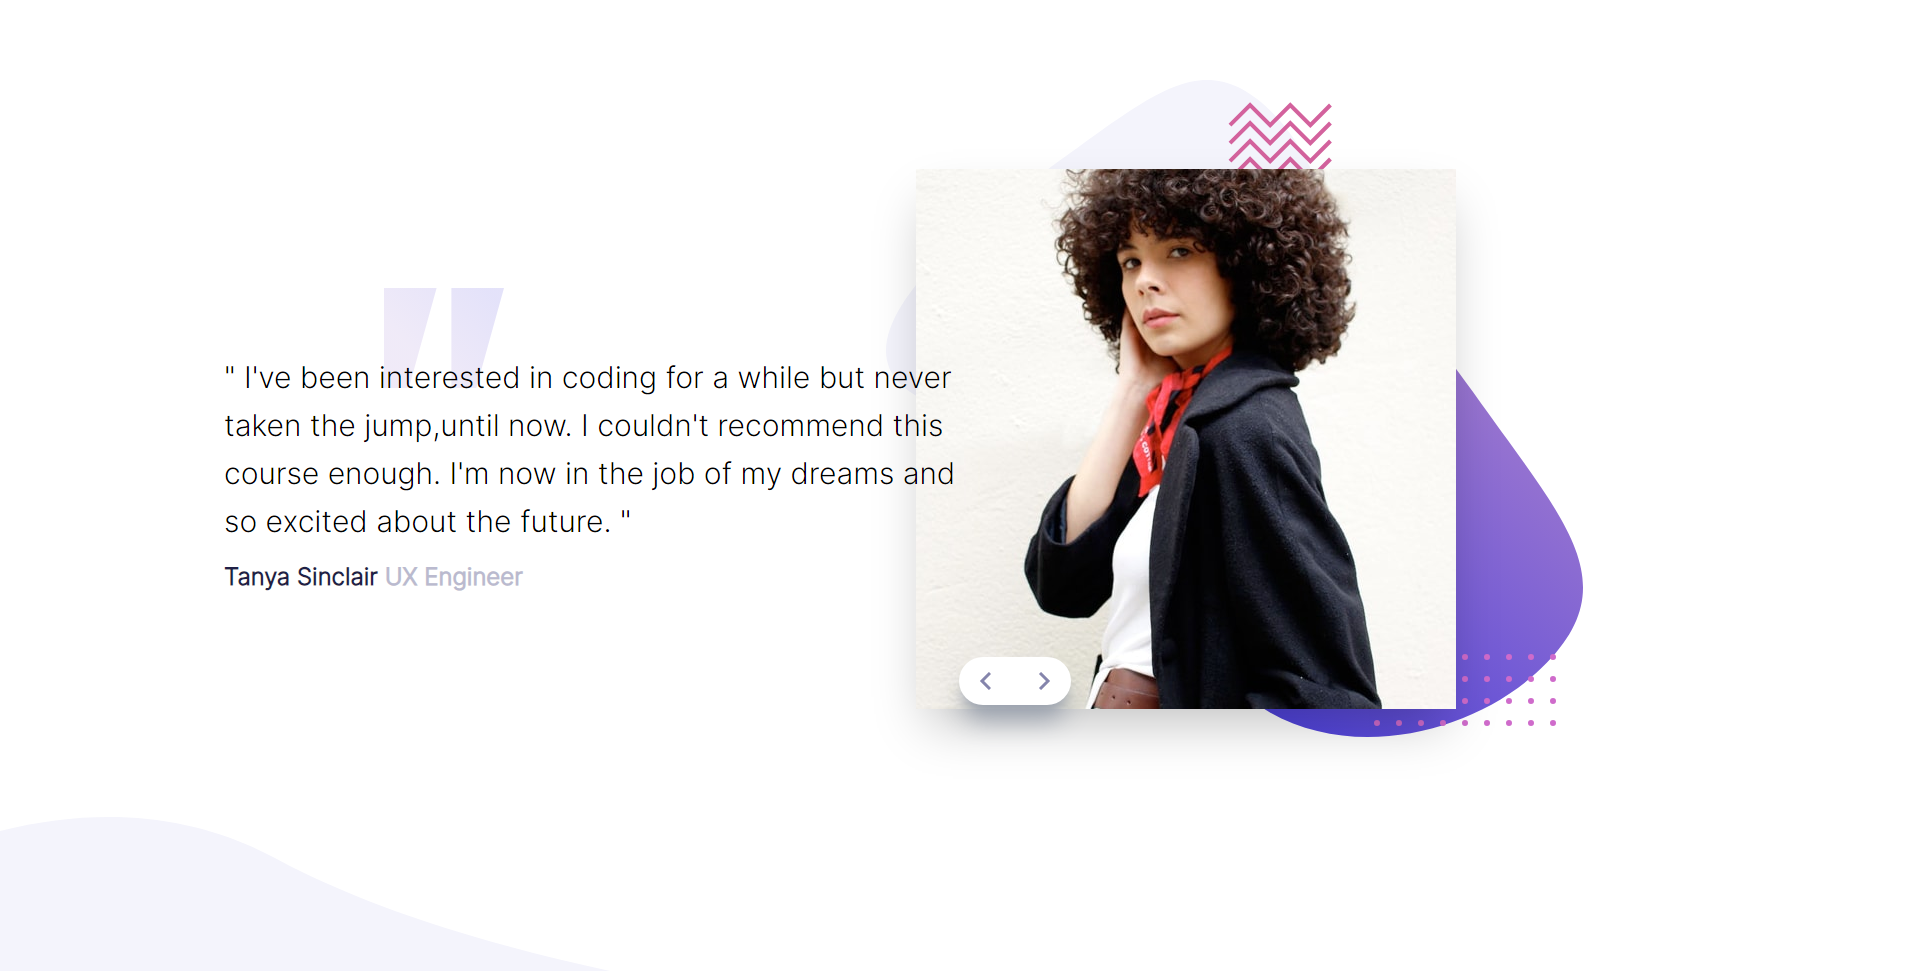 " I've been interested in coding for a while but never
taken the jump,until now. I couldn't recommend this
course enough. I'm now in the job of my dreams and
so excited about the future. "
Tanya Sinclair UX Engineer